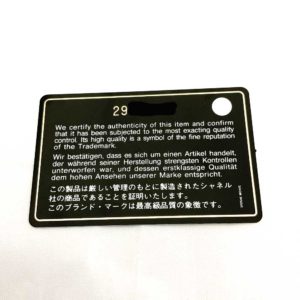 29
We certify the authenticity of this item and confirm
that it has been subjected to the most exacting quality
control. Its high quality is a symbol of the fine reputation
of the Trademark.
Wir bestätigen, dass es sich um einen Artikel handelt,
der während seiner Herstellung strengsten Kontrollen
unterworfen war, und dessen erstklassige Qualität
dem hohen Ansehen unserer Marke entspricht.
この製品は厳しい管理のもとに製造されたシャネル
社の商品であることを証明いたします。
このブランド・マークは最高級品質の象徴です。